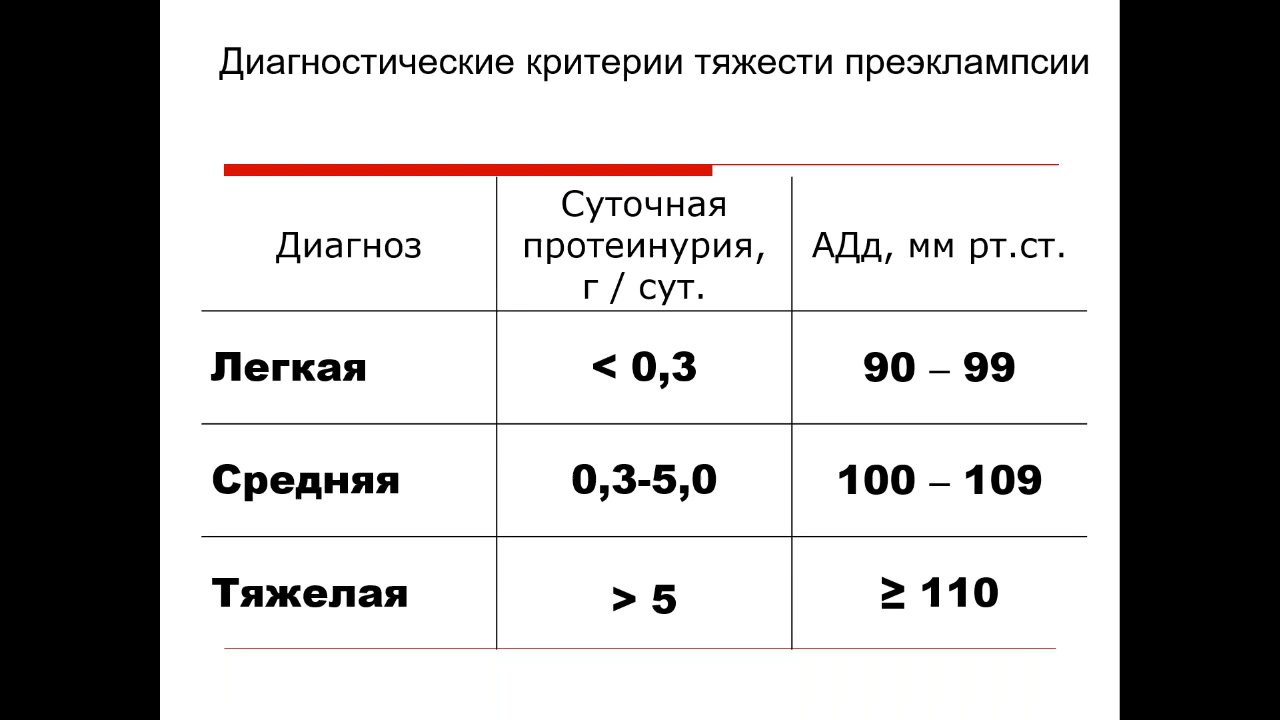 Диагностические критерии тяжести преэклампсии
Диагноз
Суточная
протеинурия,
г / сут.
АДд, мм рт.ст.
Легкая
< 0,3
90 – 99
Средняя
0,3-5,0
100 – 109
Тяжелая
> 5
≥ 110